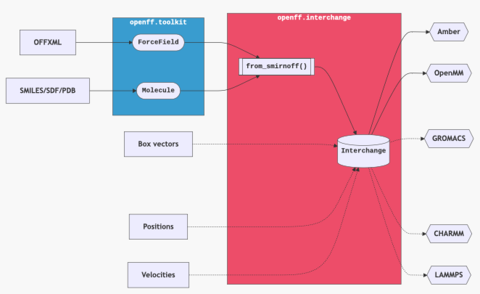 openff.toolkit
openff.interchange
OFFXML
ForceField
Amber
from_smirnoff()
OpenMM
SMILES/SDF/PDB
Molecule
Box vectors
Interchange
GROMACS
Positions
CHARMM
Velocities
LAMMPS